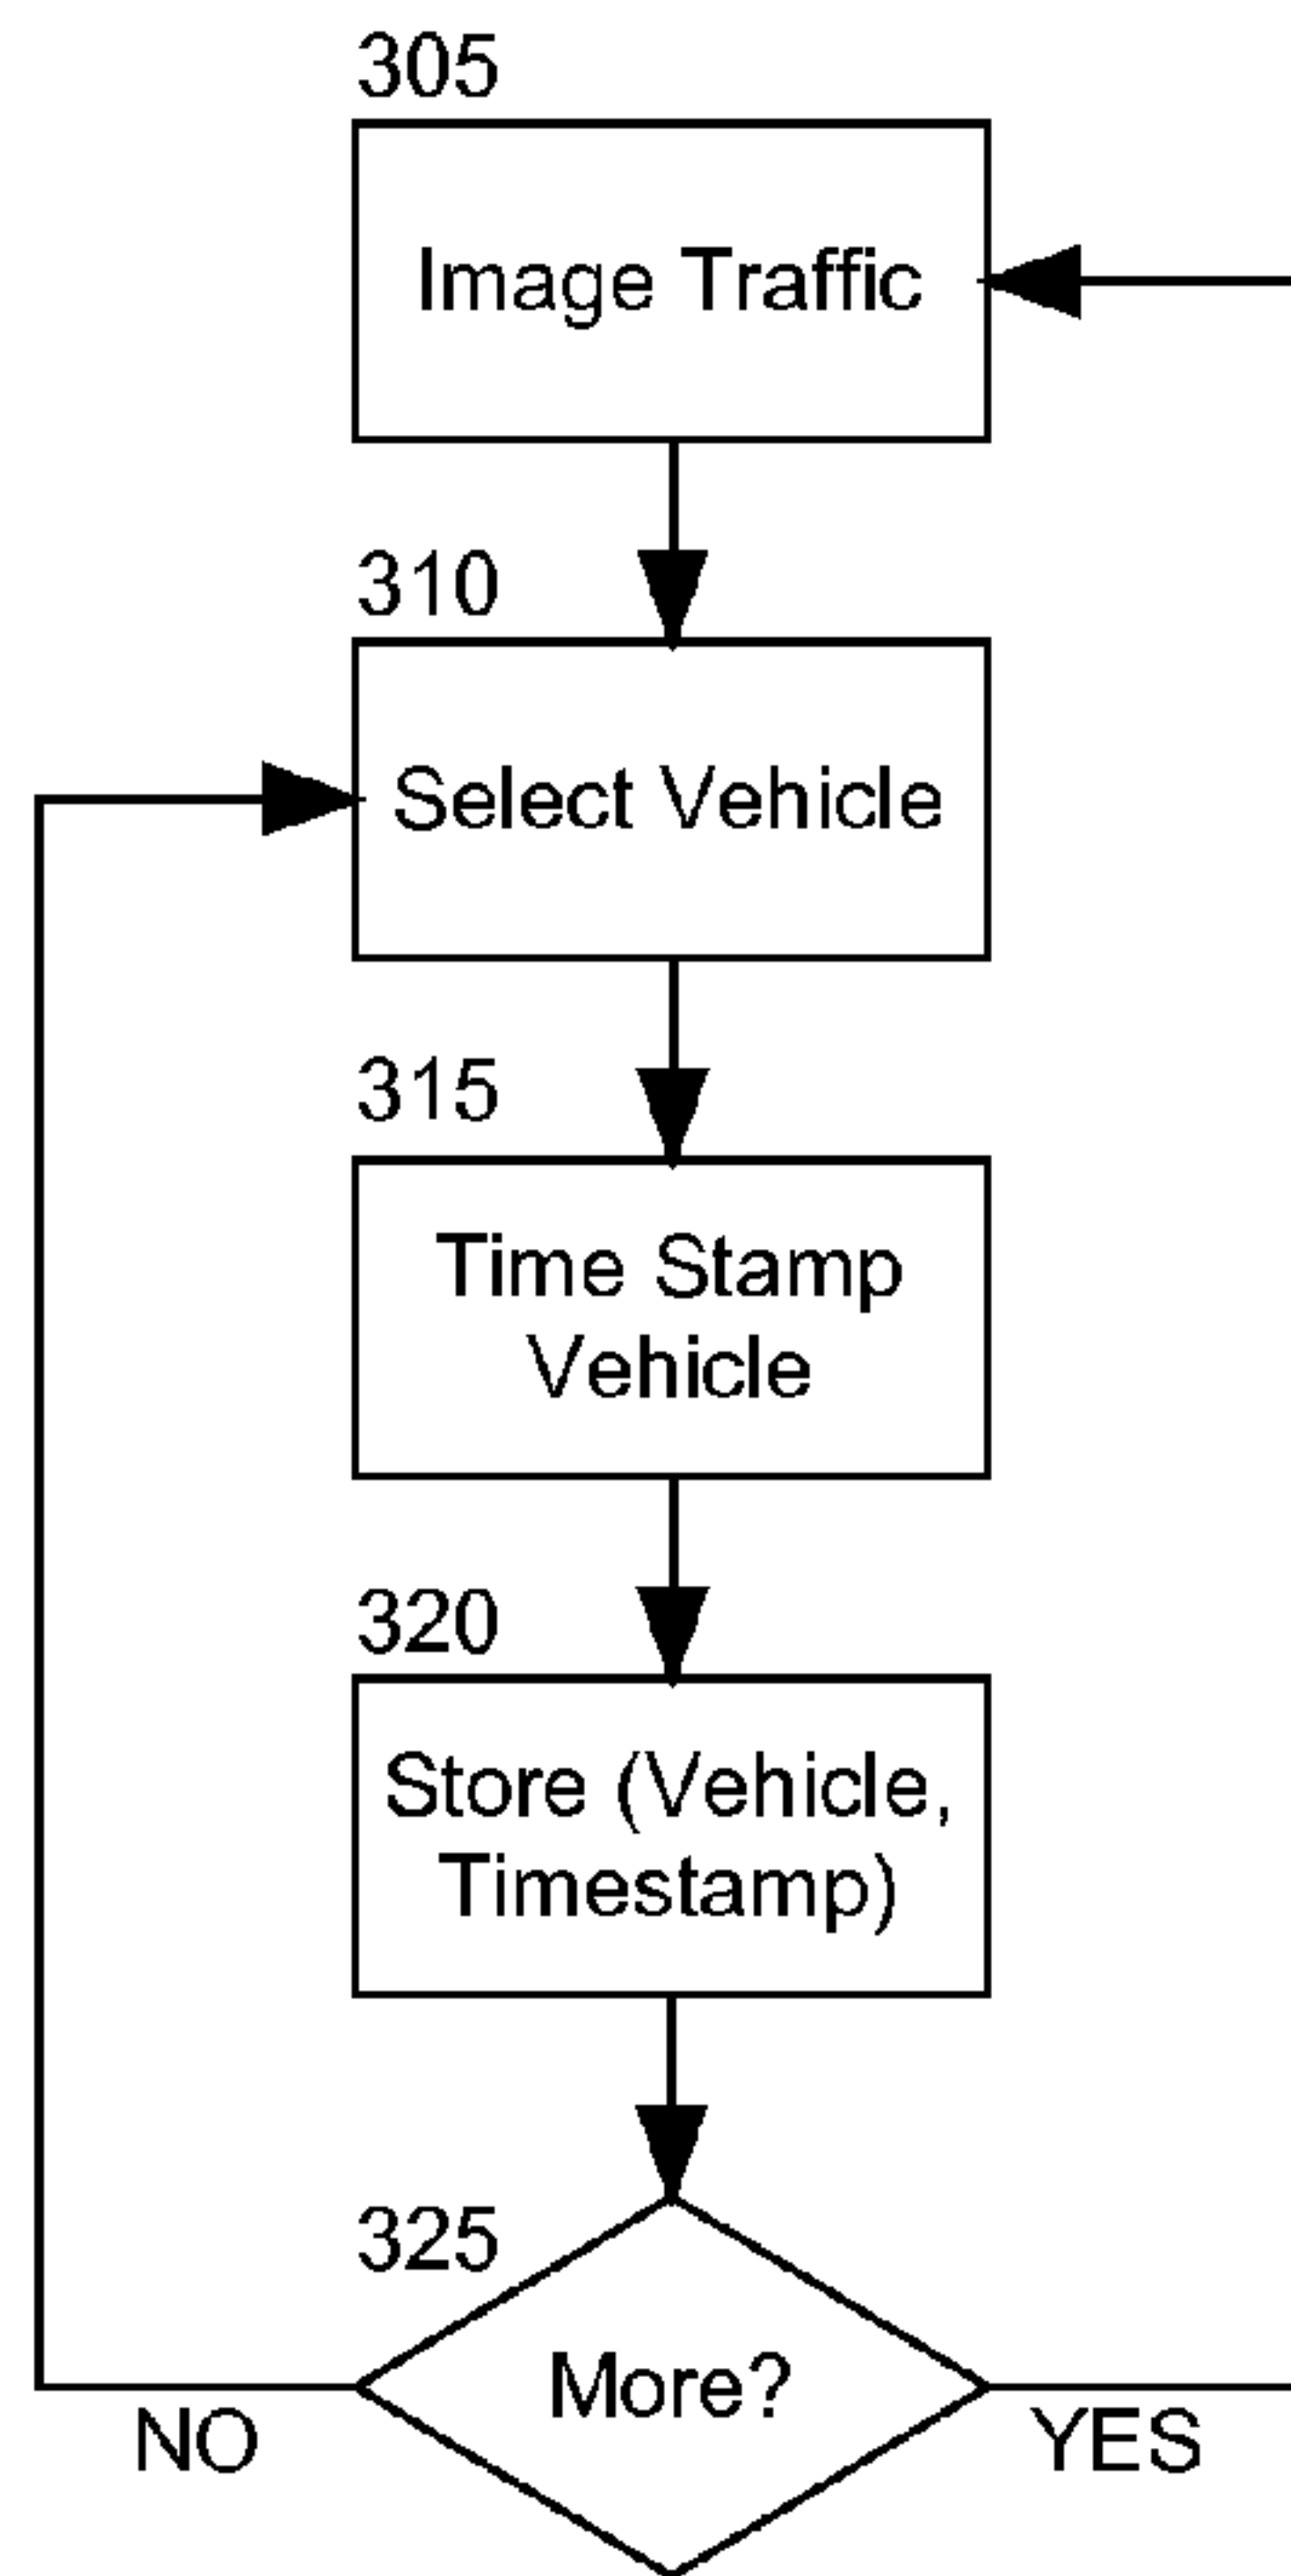 305
Image Traffic
310
Select Vehicle
315
Time Stamp
Vehicle
320
Store (Vehicle,
Timestamp)
325
More?
NO
YES